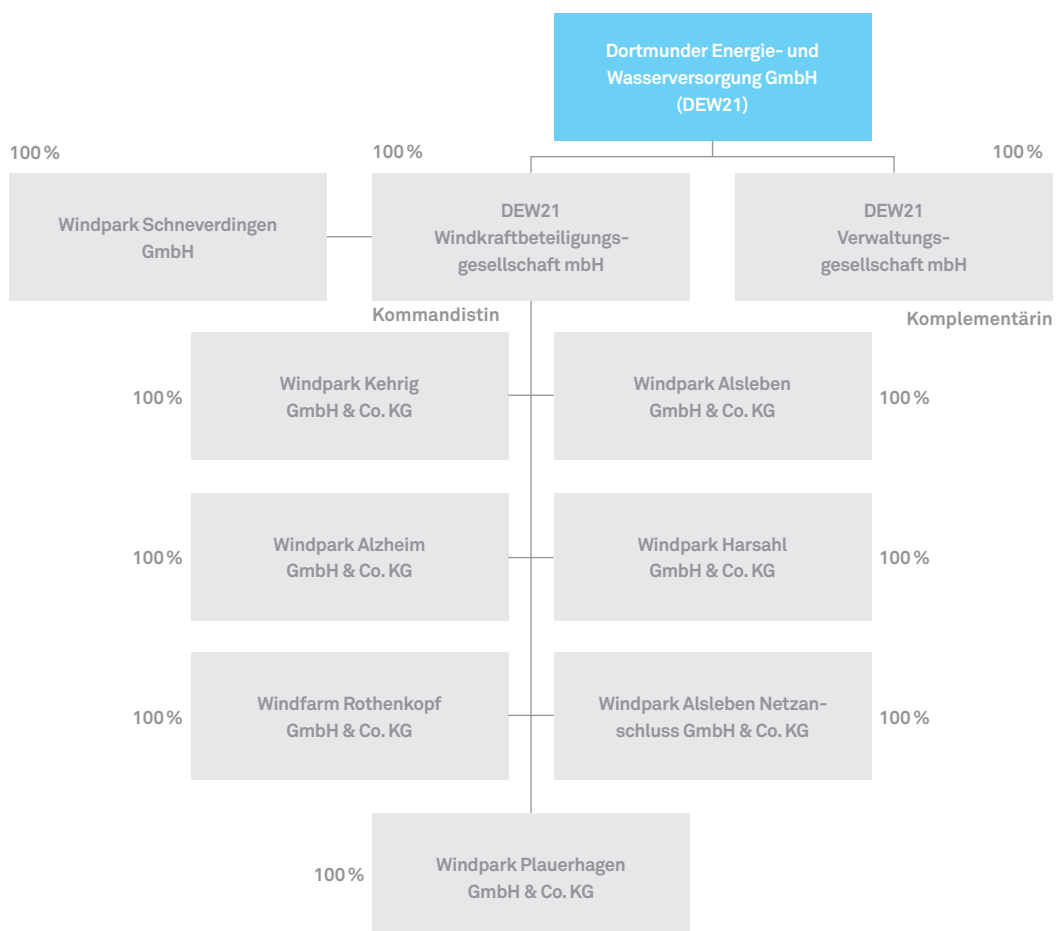 Dortmunder Energie- und
Wasserversorgung GmbH
(DEW21)
100 %
100 %
100 %
Windpark Schneverdingen
GmbH
DEW21
Windkraftbeteiligungs-
gesellschaft mbH
DEW21
Verwaltungs-
gesellschaft mbH
Kommandistin
Komplementärin
100 %
Windpark Kehrig
GmbH & Co. KG
Windpark Alsleben
GmbH & Co. KG
100 %
100 %
Windpark Alzheim
GmbH & Co. KG
Windpark Harsahl
GmbH & Co. KG
100 %
100 %
Windfarm Rothenkopf
GmbH & Co. KG
Windpark Alsleben Netzan-
schluss GmbH & Co. KG
100 %
100 %
Windpark Plauerhagen
GmbH & Co. KG